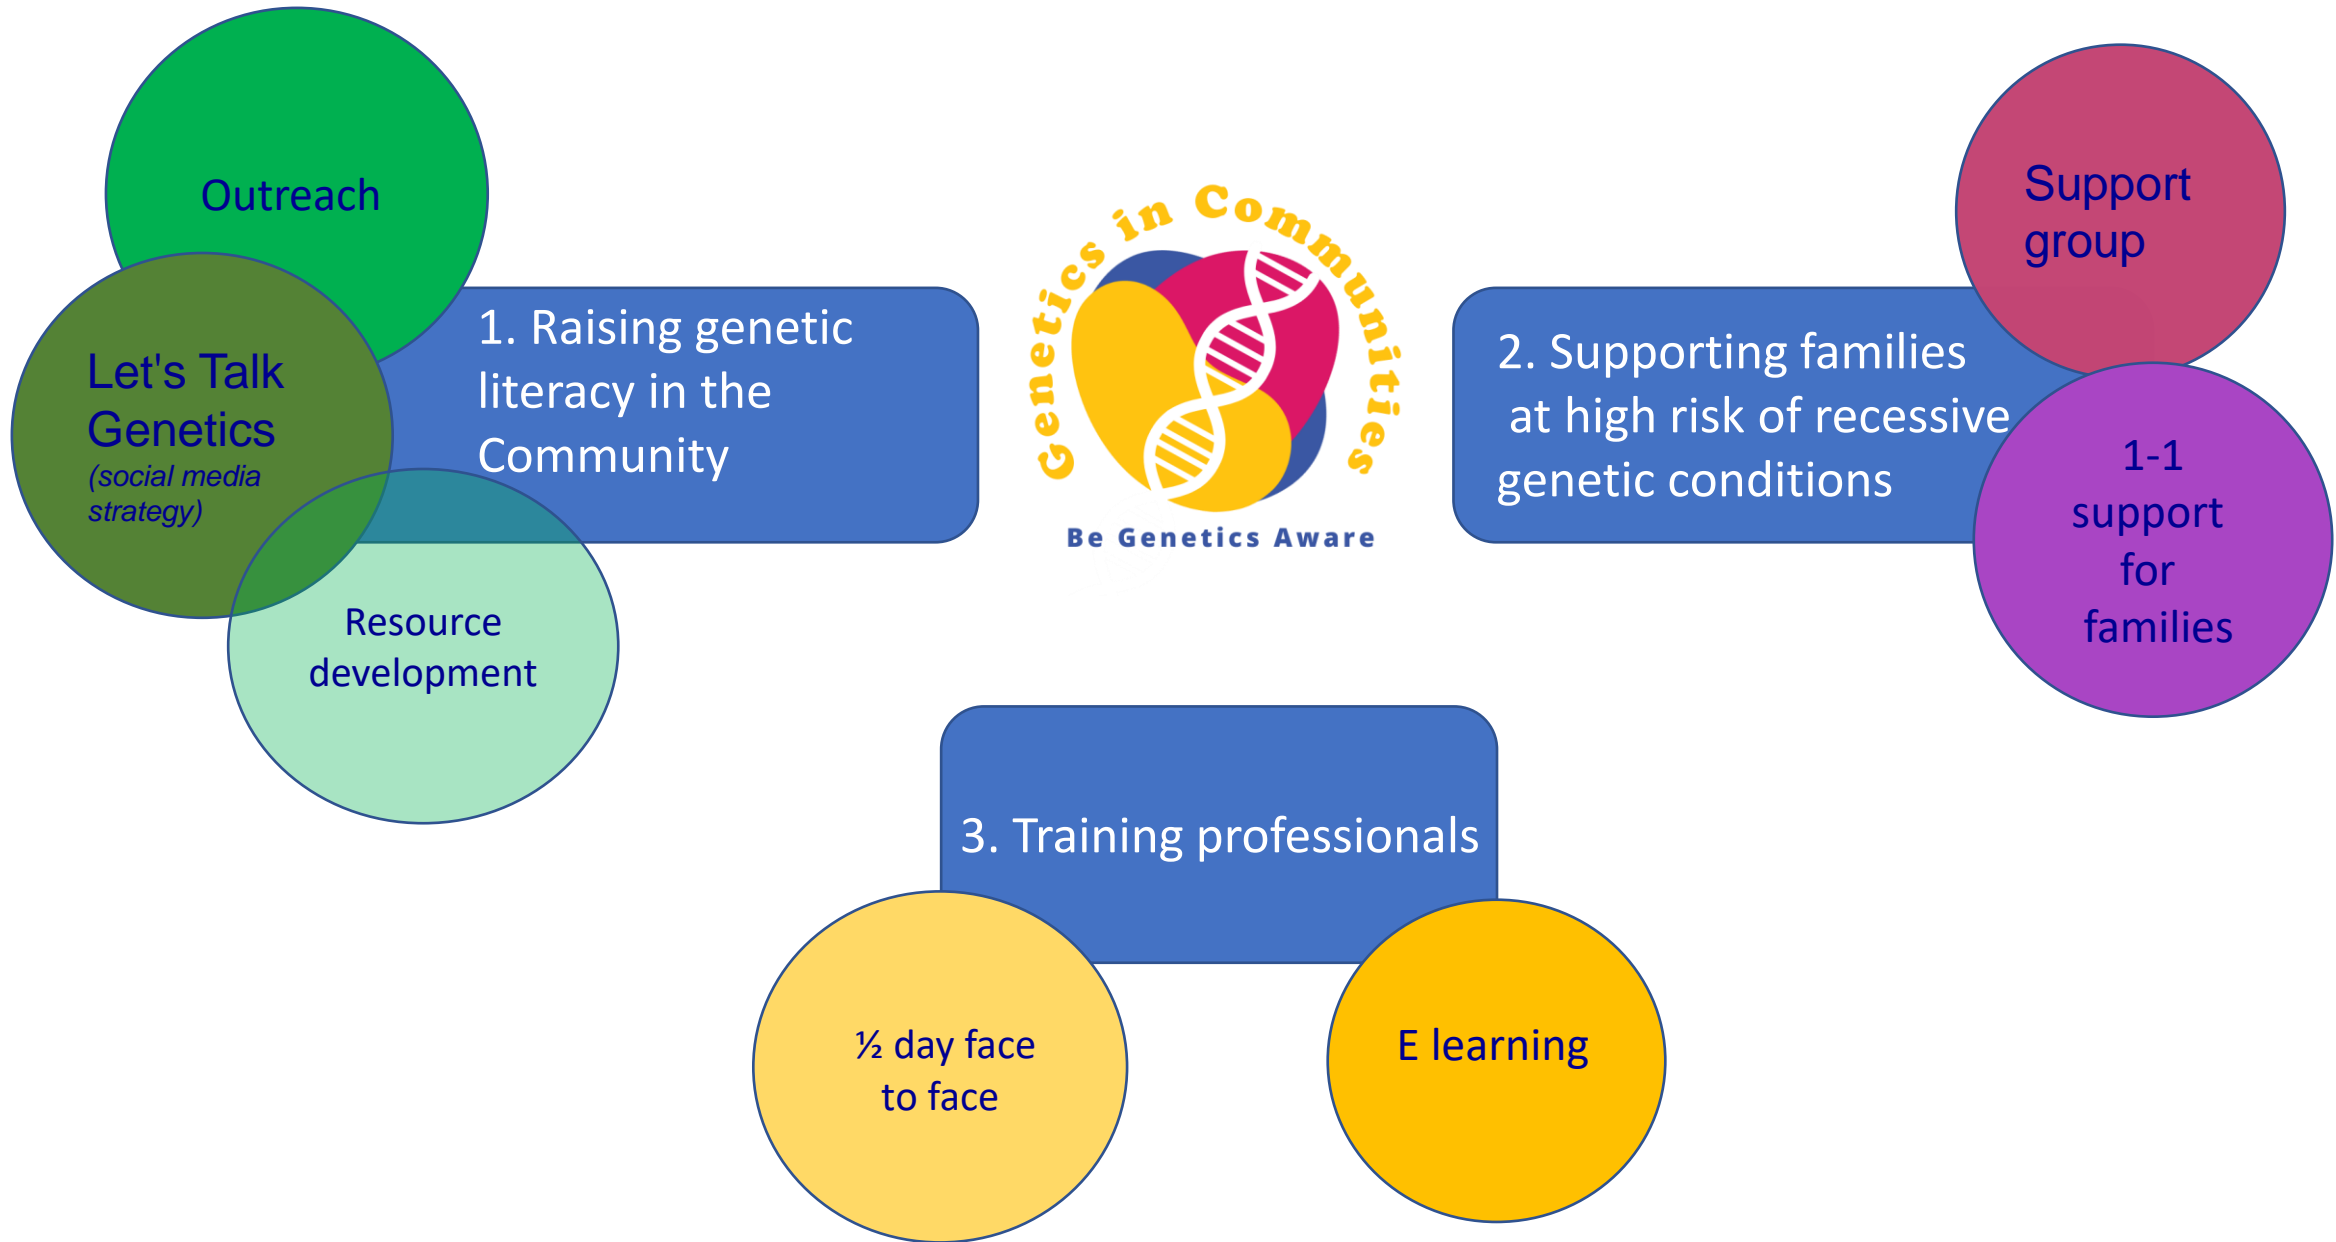 Outreach
Let's Talk
Genetics
(social media
strategy)
Resource
development
1. Raising genetic
literacy in the
Community
Genetics in Communities
Be Genetics Aware
2. Supporting families
at high risk of recessive
genetic conditions
Support
group
1-1
support
for
families
3. Training professionals
½ day face
to face
E learning